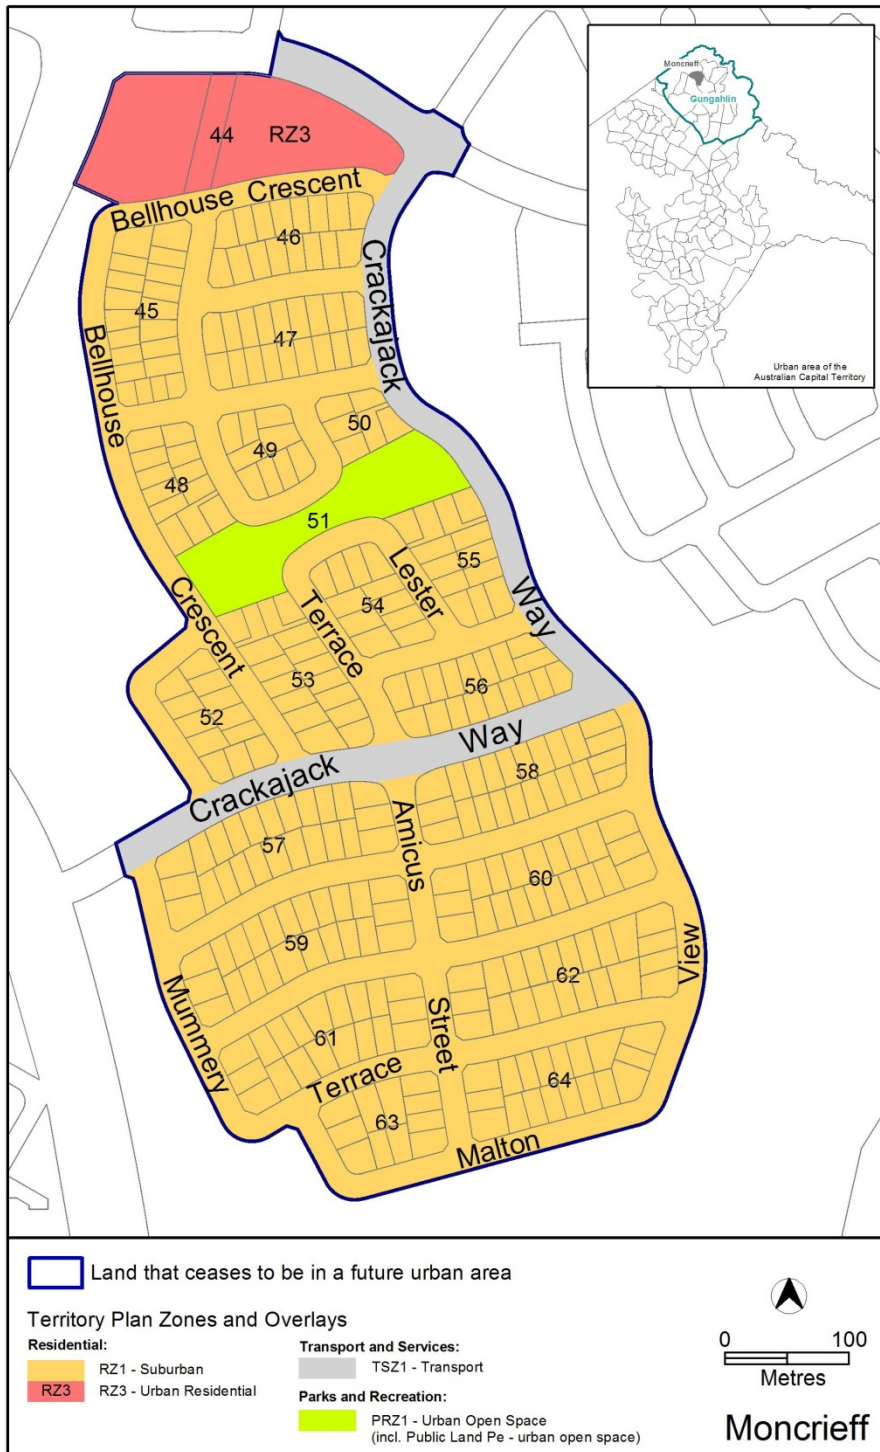 Moncrieff
Gungahlin
Urban area of the
Australian Capital Territory
44 RZ3
Bellhouse Crescent
46
45
47
Crackajack
Bellhouse
50
49
48
51
55
Lester
54
Terrace
Crescent
Way
53
52
56
Way
Crackajack
58
57
Amicus
60
59
View
62
Mummery
Street
61
Terrace
64
63
Malton
Land that ceases to be in a future urban area
Territory Plan Zones and Overlays
Residential:
RZ1 - Suburban
RZ3 RZ3 - Urban Residential
Transport and Services:
TSZ1 - Transport
Parks and Recreation:
PRZ1 - Urban Open Space
(incl. Public Land Pe - urban open space)
0 100
Metres
Moncrieff